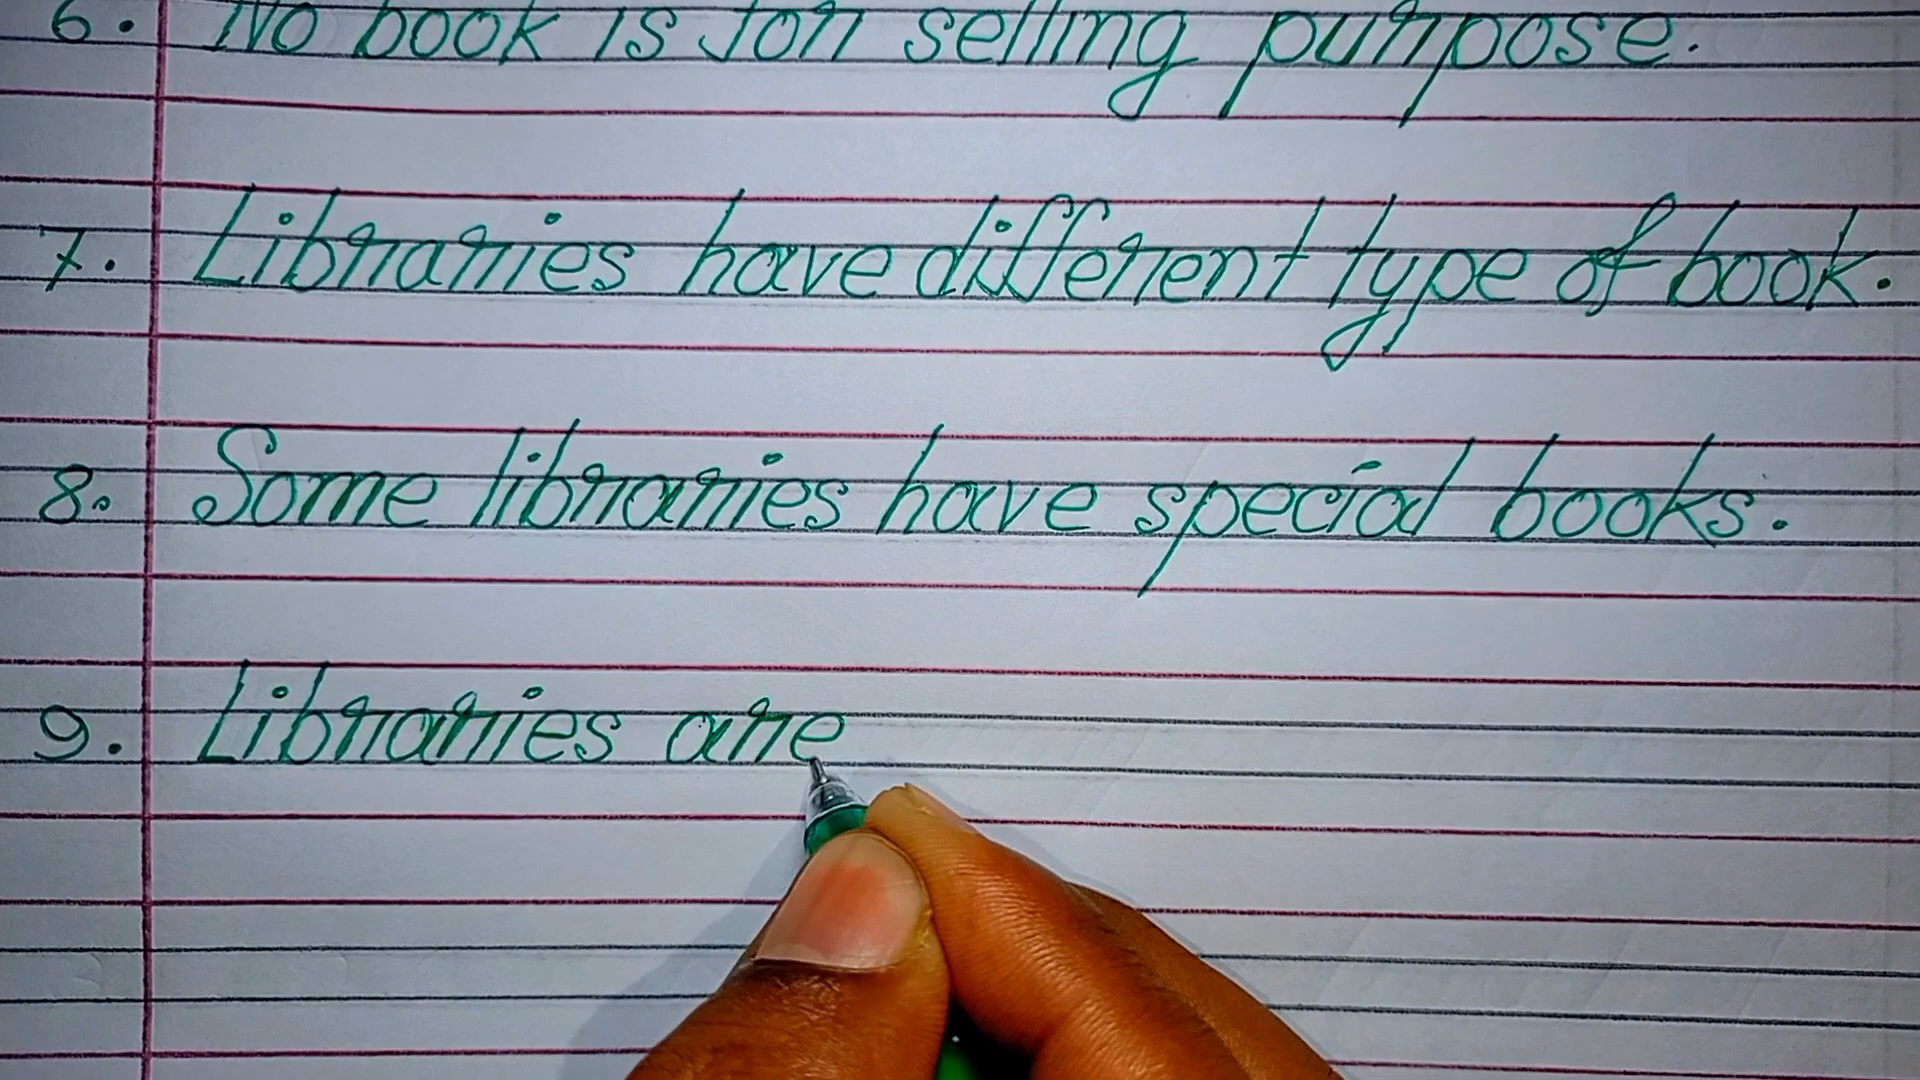 6. No book is for selling purpose.
7. Libraries have different type of book.
8. Some libraries have special books.
9. Libraries are